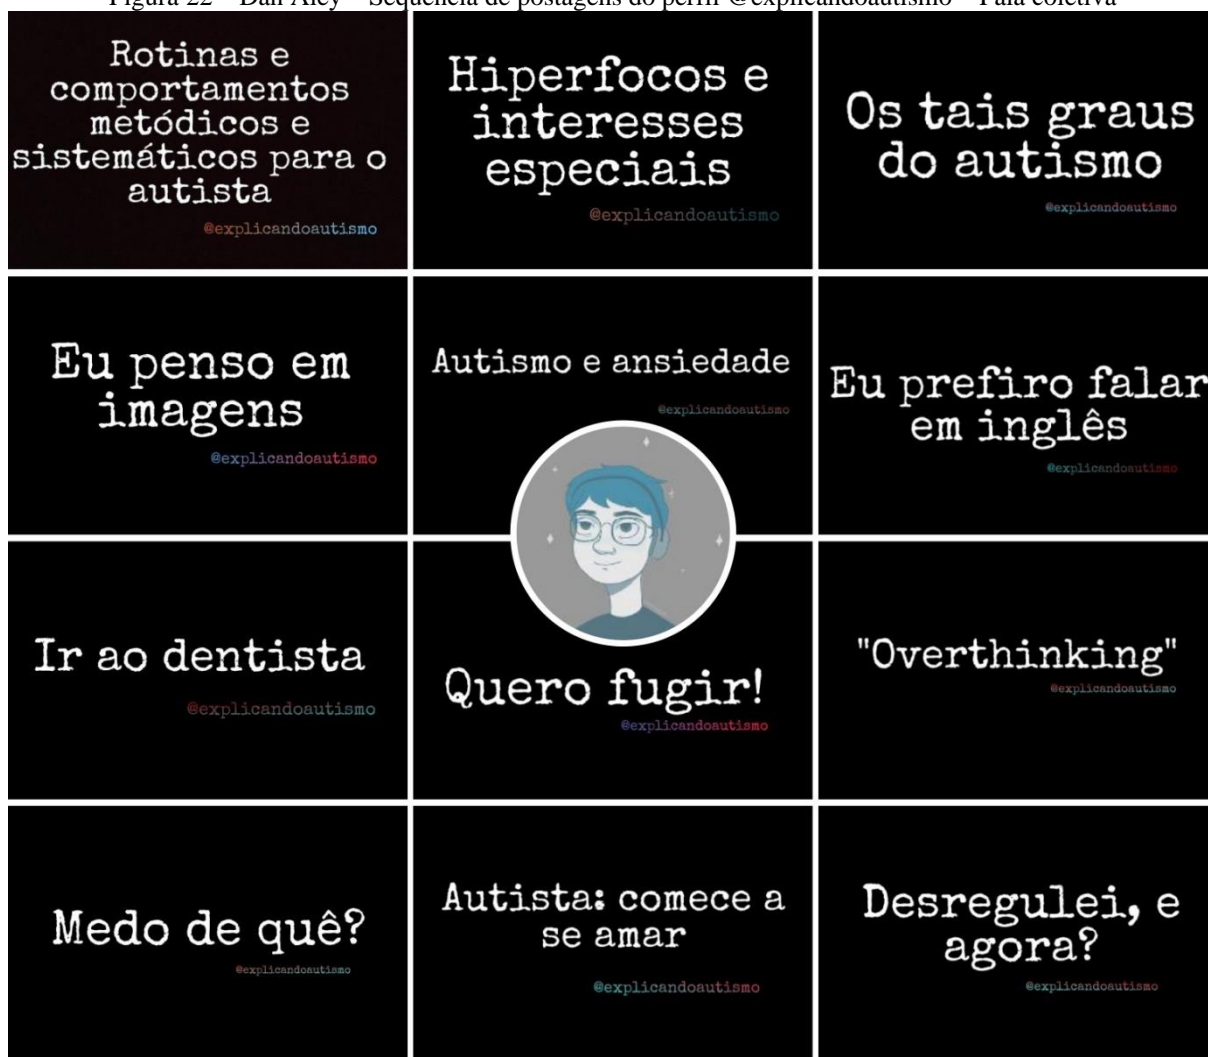 Figura 22 – Dan Arcy – Sequência de postagens do perfil @explicandoautismo – Fala coletiva
Rotinas e
comportamentos
metódicos e
sistemáticos para o
autista
@explicandoautismo
Hiperfocos e
interesses
especiais
@explicandoautismo
Os tais graus
do autismo
@explicandoautismo
Eu penso em
imagens
@explicandoautismo
Autismo e ansiedade
@explicandoautismo
Eu prefiro falar
em inglês
@explicandoautismo
Ir ao dentista
@explicandoautismo
Quero fugir!
@explicandoautismo
"Overthinking"
@explicandoautismo
Medo de quê?
@explicandoautismo
Autista: comece a
se amar
@explicandoautismo
Desregulei, e
agora?
@explicandoautismo